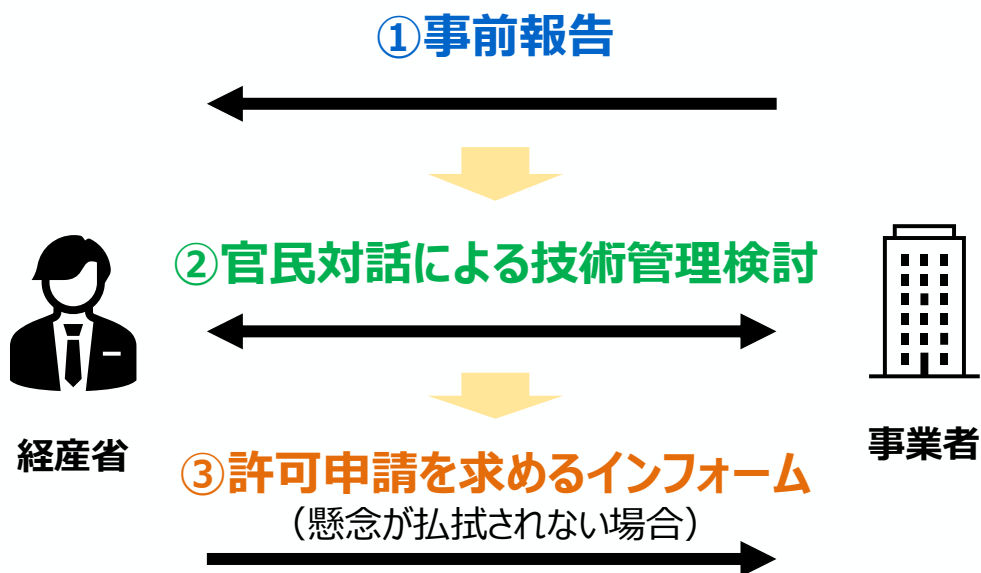 ①事前報告
②官民対話による技術管理検討
経産省
事業者
③許可申請を求めるインフォーム
（懸念が払拭されない場合）